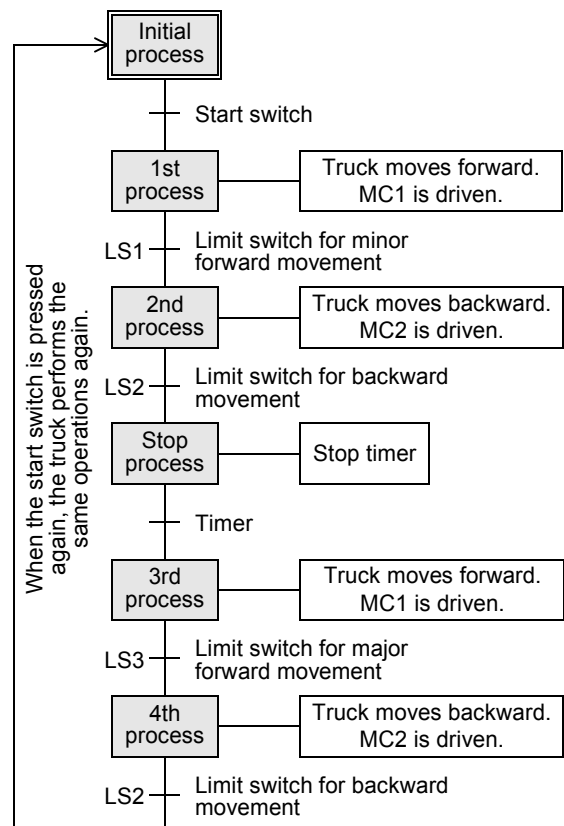 Initial
process
Start switch
1st
process
Truck moves forward.
MC1 is driven.
LS1
Limit switch for minor
forward movement
2nd
process
Truck moves backward.
MC2 is driven.
LS2
Limit switch for backward
movement
Stop
process
Stop timer
Timer
3rd
process
Truck moves forward.
MC1 is driven.
LS3
Limit switch for major
forward movement
4th
process
Truck moves backward.
MC2 is driven.
LS2
Limit switch for backward
movement
When the start switch is pressed
again, the truck performs the
same operations again.